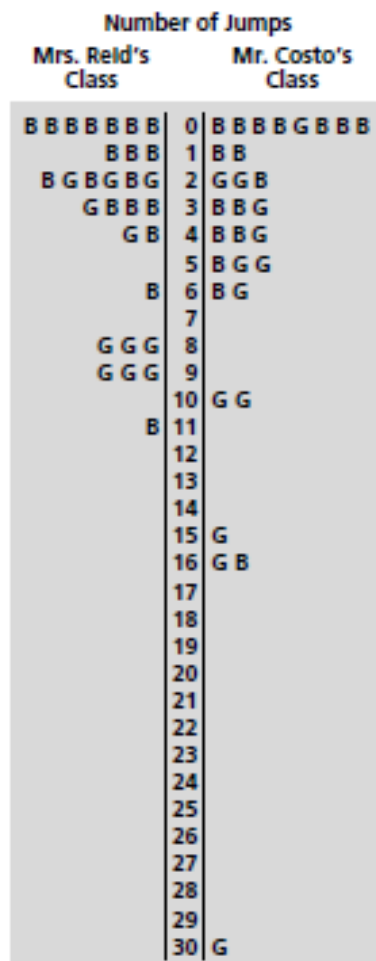 Number of Jumps
Mrs. Reid's Mr. Costo's
Class Class
B B B B B B B 0 B B B B G B B B
B B B 1 B B
B G B G B G 2 G G B
G B B B 3 B B G
G B 4 B B G
5 B G G
B 6 B G
7
G G G 8
G G G 9
10 G G
B 11
12
13
14
15 G
16 G B
17
18
19
20
21
22
23
24
25
26
27
28
29
30 G